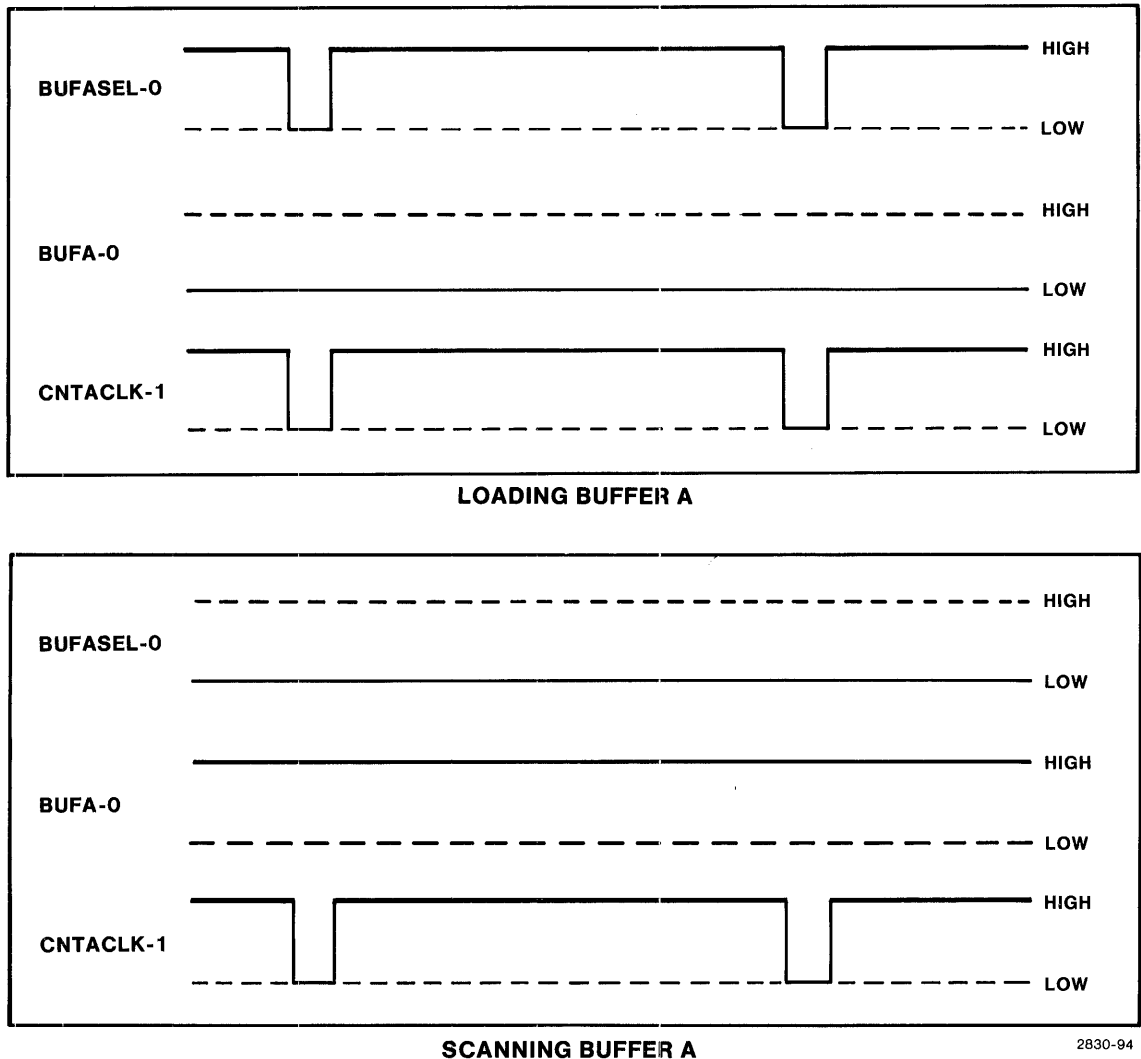 HIGH
BUFASEL-0
LOW
HIGH
BUFA-0
LOW
HIGH
CNTACLK-1
LOW
LOADING BUFFER A
HIGH
BUFASEL-0
LOW
HIGH
BUFA-0
LOW
HIGH
CNTACLK-1
LOW
SCANNING BUFFER A
2830-94